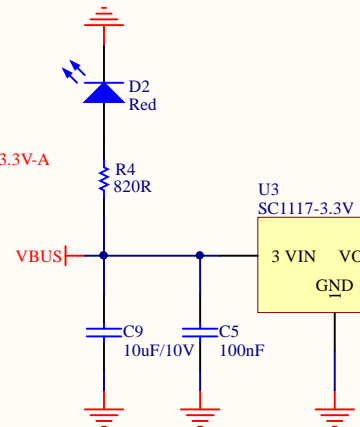 D2
Red
3.3V-A
R4
820R
U3
SC1117-3.3V
VBUS
3 VIN
VO
GND
1
C9
10uF/10V
C5
100nF